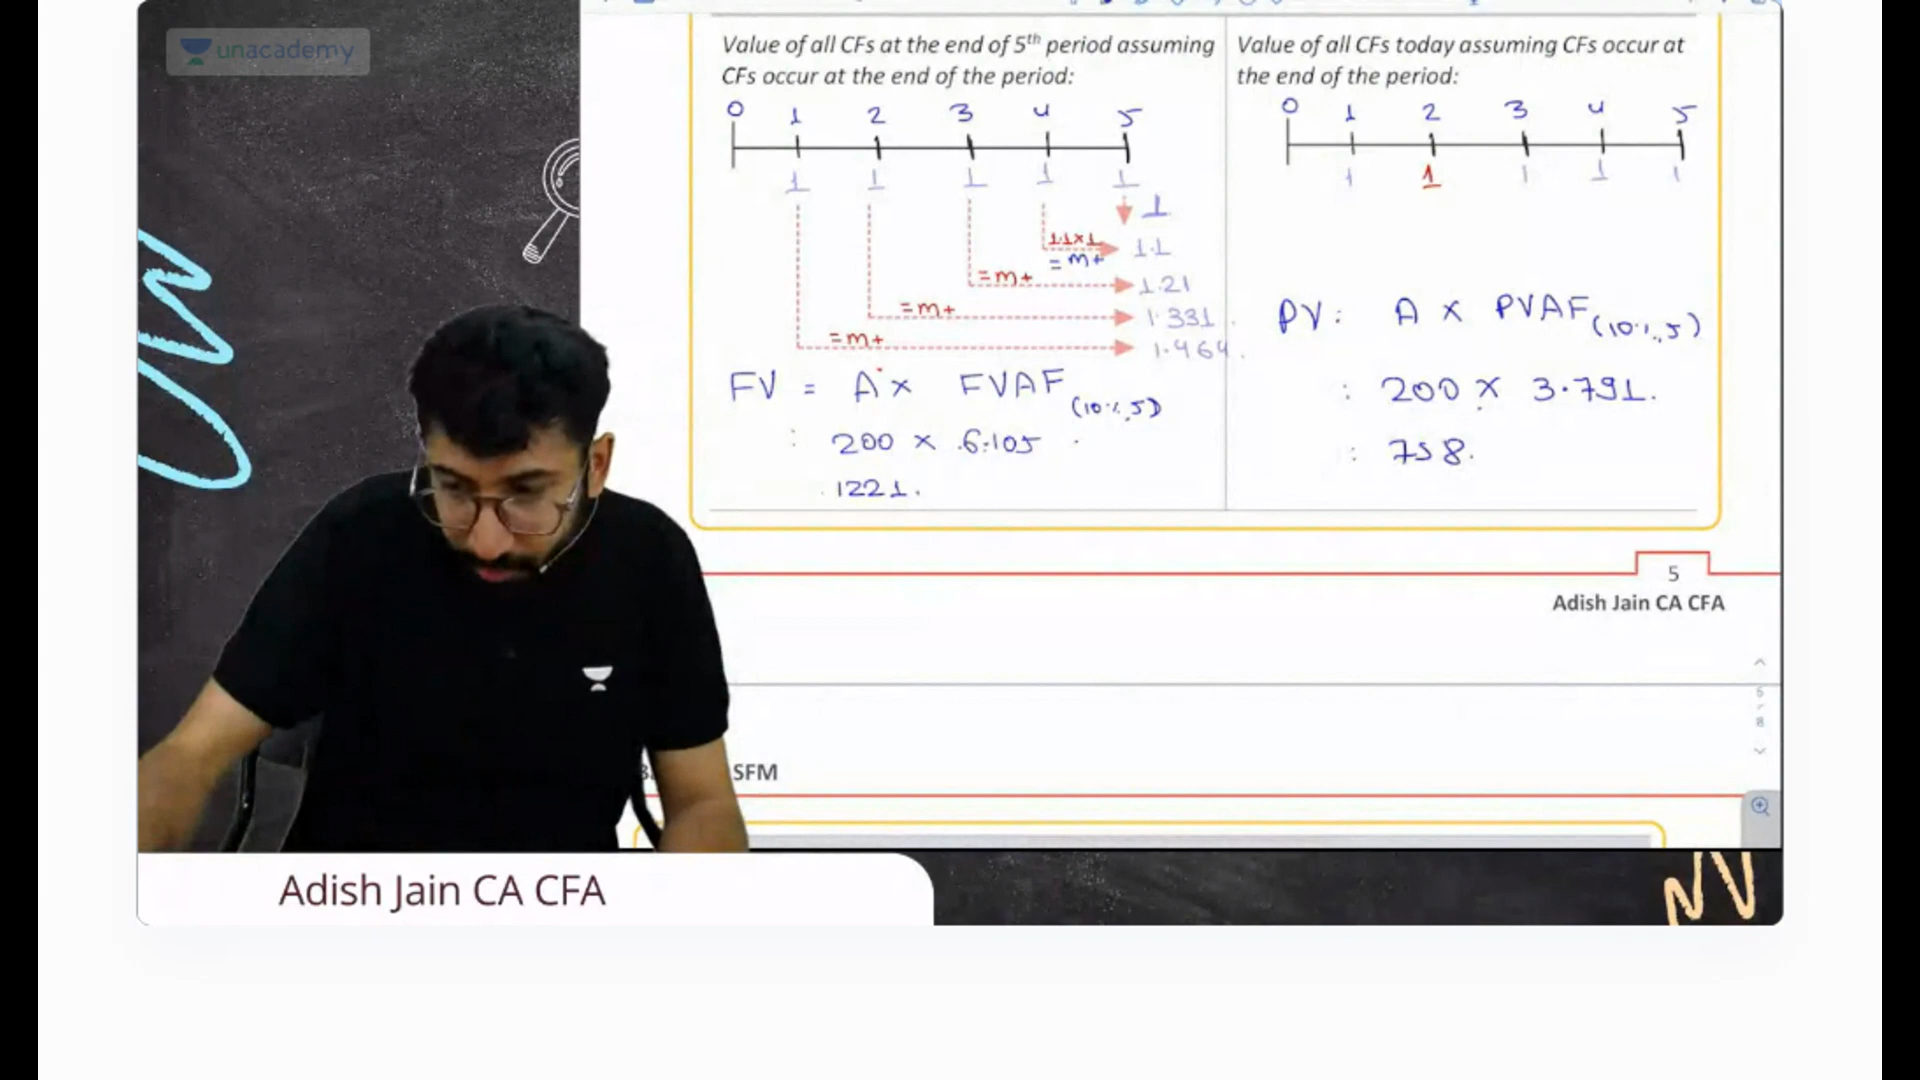 unacademy
Value of all CFs at the end of 5th period assuming
CFs occur at the end of the period:
0 1 2 3 4 5
1 1 1 1 1
1
1.1×1
1.1
= m+
= m+
1.21
= m+
1.331
= m+
1.464
FV = A × FVAF (10%, 5)
: 200 × 6.105
1221.
Value of all CFs today assuming CFs occur at
the end of the period:
0 1 2 3 4 5
1 1 1 1 1
PV: A × PVAF (10%, 5)
: 200 × 3.791.
: 758.
5
Adish Jain CA CFA
6
/
8
SFM
Adish Jain CA CFA